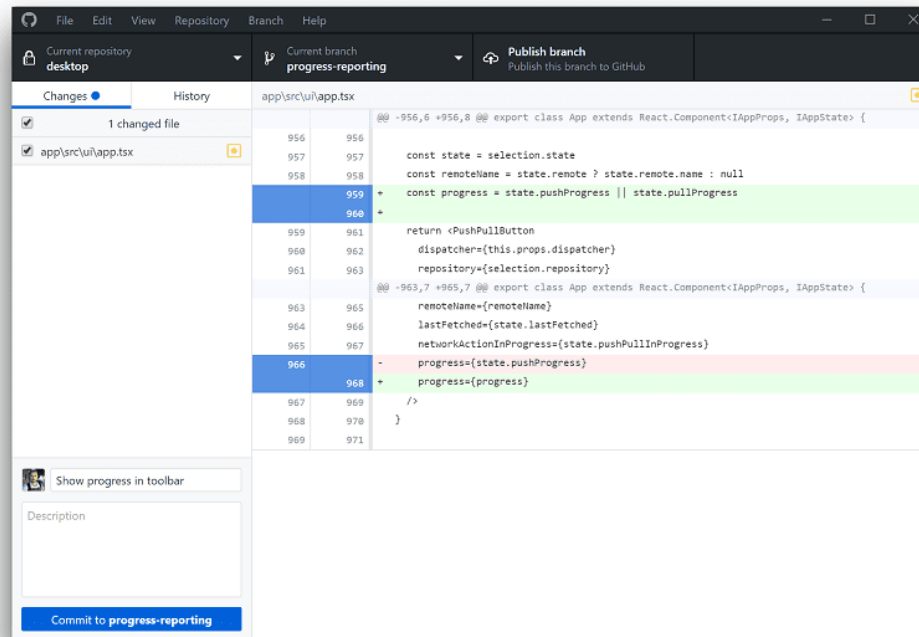 File Edit View Repository Branch Help
Current repository
desktop
Current branch
progress-reporting
Publish branch
Publish this branch to GitHub
Changes
History
1 changed file
app\src\ui\app.tsx
app\src\ui\app.tsx
@@ -956,6 +956,8 @@ export class App extends React.Component<IAppProps, IAppState> {
956 956
957 957 const state = selection.state
958 958 const remoteName = state.remote ? state.remote.name : null
959 + const progress = state.pushProgress || state.pullProgress
960 +
959 961 return <PushPullButton
960 962 dispatcher={this.props.dispatcher}
961 963 repository={selection.repository}
@@ -963,7 +965,7 @@ export class App extends React.Component<IAppProps, IAppState> {
963 965 remoteName={remoteName}
964 966 lastFetched={state.lastFetched}
965 967 networkActionInProgress={state.pushPullInProgress}
966 - progress={state.pushProgress}
968 + progress={progress}
967 969 />
968 970 }
969 971
Show progress in toolbar
Description
Commit to progress-reporting